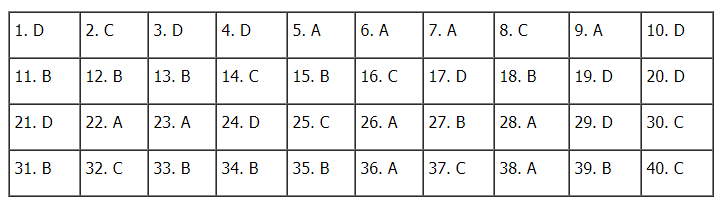 1. D 2. C 3. D 4. D 5. A 6. A 7. A 8. C 9. A 10. D
11. B 12. B 13. B 14. C 15. B 16. C 17. D 18. B 19. D 20. D
21. D 22. A 23. A 24. D 25. C 26. A 27. B 28. A 29. D 30. C
31. B 32. C 33. B 34. B 35. B 36. A 37. C 38. A 39. B 40. C